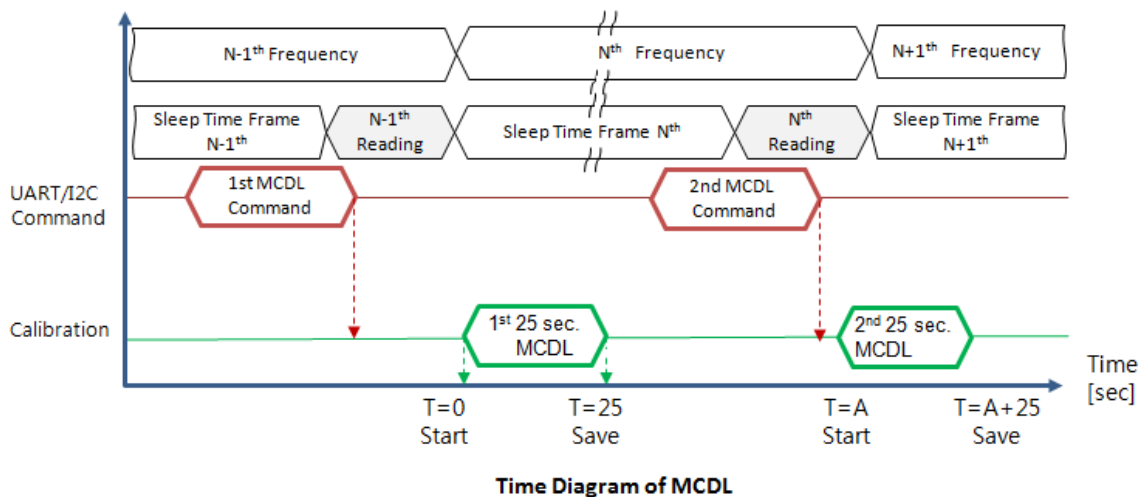 N-1th Frequency
Nth Frequency
N+1th Frequency
Sleep Time Frame
N-1th
N-1th
Reading
Sleep Time Frame Nth
Nth
Reading
Sleep Time Frame
N+1th
UART/I2C
Command
1st MCDL
Command
2nd MCDL
Command
Calibration
1st 25 sec.
MCDL
2nd 25 sec.
MCDL
Time
[sec]
T=0
Start
T=25
Save
T=A
Start
T=A+25
Save
Time Diagram of MCDL